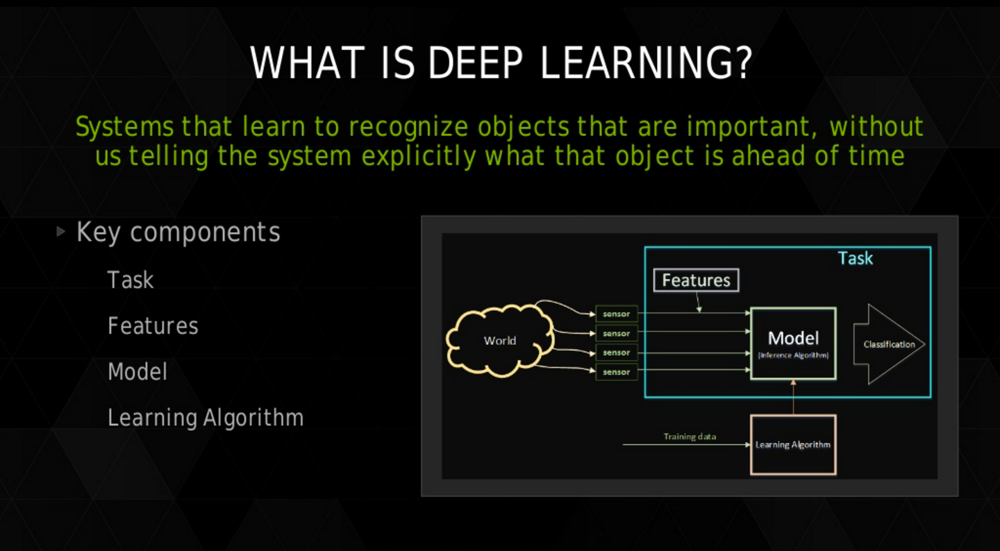 WHAT IS DEEP LEARNING?
Systems that learn to recognize objects that are important, without
us telling the system explicitly what that object is ahead of time
Key components
Task
Features
Model
Learning Algorithm
Task
Features
World
sensor
sensor
sensor
sensor
Model
(Inference Algorithm)
Classification
Training data
Learning Algorithm